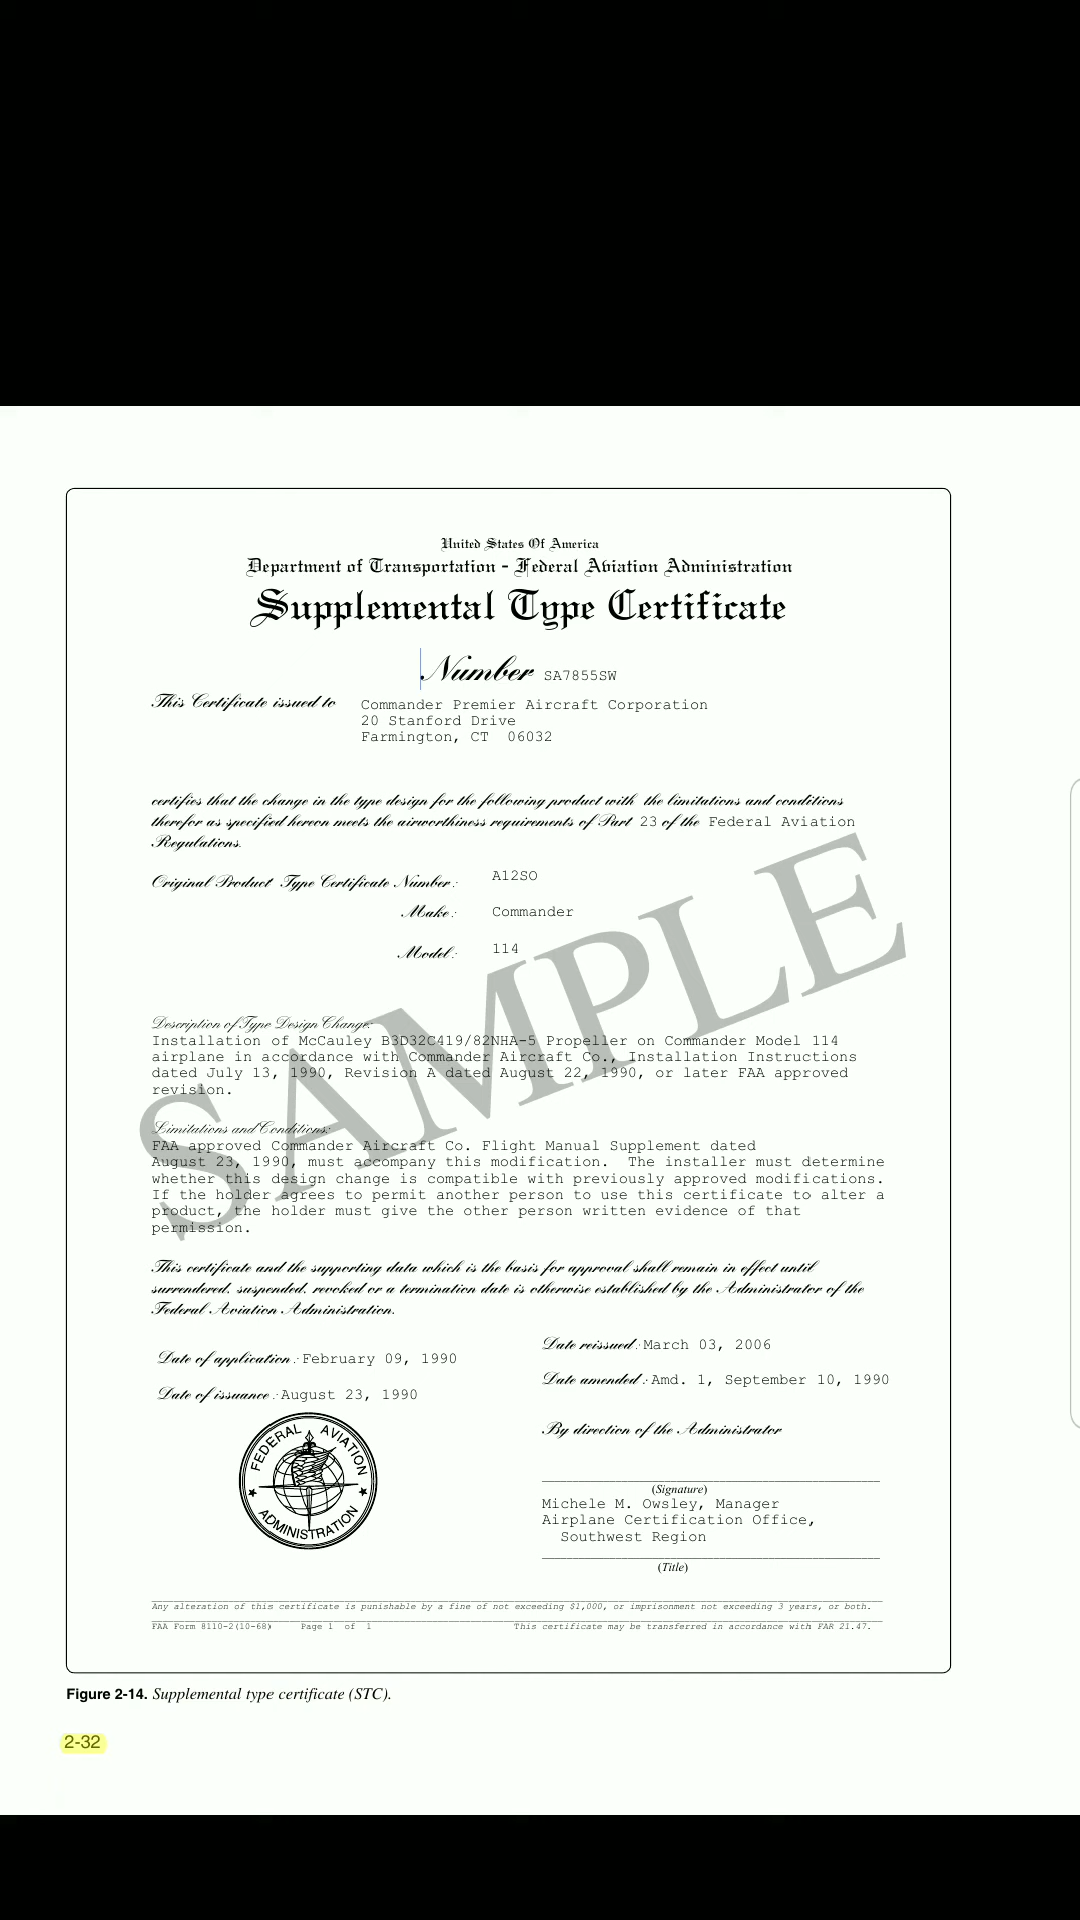 United States Of America
Department of Transportation - Federal Aviation Administration
Supplemental Type Certificate
Number SA7855SW
This Certificate issued to Commander Premier Aircraft Corporation
20 Stanford Drive
Farmington, CT 06032
certifies that the change in the type design for the following product with the limitations and conditions
therefor as specified hereon meets the airworthiness requirements of Part 23 of the Federal Aviation
Regulations.
Original Product Type Certificate Number: A12SO
Make: Commander
Model: 114
SAMPLE
Description of Type Design Change:
Installation of McCauley B3D32C419/82NHA-5 Propeller on Commander Model 114
airplane in accordance with Commander Aircraft Co., Installation Instructions
dated July 13, 1990, Revision A dated August 22, 1990, or later FAA approved
revision.
Limitations and Conditions:
FAA approved Commander Aircraft Co. Flight Manual Supplement dated
August 23, 1990, must accompany this modification. The installer must determine
whether this design change is compatible with previously approved modifications.
If the holder agrees to permit another person to use this certificate to alter a
product, the holder must give the other person written evidence of that
permission.
This certificate and the supporting data which is the basis for approval shall remain in effect until
surrendered, suspended, revoked or a termination date is otherwise established by the Administrator of the
Federal Aviation Administration.
Date of application: February 09, 1990
Date reissued: March 03, 2006
Date of issuance: August 23, 1990
Date amended: Amd. 1, September 10, 1990
By direction of the Administrator
FEDERAL AVIATION
ADMINISTRATION
(Signature)
Michele M. Owsley, Manager
Airplane Certification Office,
Southwest Region
(Title)
Any alteration of this certificate is punishable by a fine of not exceeding $1,000, or imprisonment not exceeding 3 years, or both.
FAA Form 8110-2(10-68) Page 1 of 1 This certificate may be transferred in accordance with FAR 21.47.
Figure 2-14. Supplemental type certificate (STC).
2-32